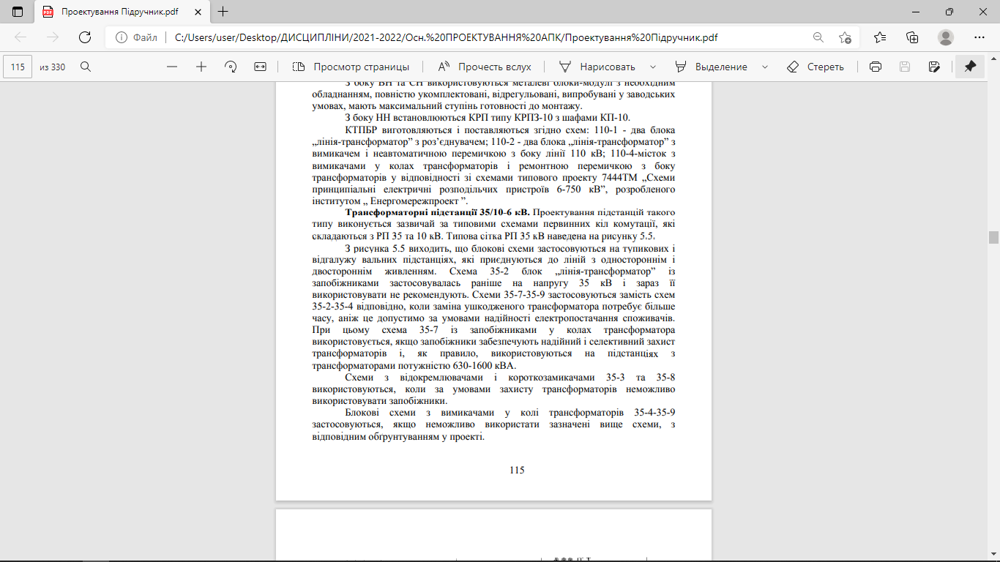 Проектування Підручник.pdf
Файл
C:/Users/user/Desktop/ДИСЦИПЛІНИ/2021-2022/Осн.%20ПРОЕКТУВАННЯ%20АПК/Проектування%20Підручник.pdf
115
из 330
Просмотр страницы
Прочесть вслух
Нарисовать
Выделение
Стереть
З боку ВН та СН використовуються металеві блоки-модулі з необхідним
обладнанням, повністю укомплектовані, відрегульовані, випробувані у заводських
умовах, мають максимальний ступінь готовності до монтажу.
З боку НН встановлюються КРП типу КРПЗ-10 з шафами КП-10.
КТПБР виготовляються і поставляються згідно схем: 110-1 - два блока
„лінія-трансформатор” з роз’єднувачем; 110-2 - два блока „лінія-трансформатор” з
вимикачем і неавтоматичною перемичкою з боку лінії 110 кВ; 110-4-місток з
вимикачами у колах трансформаторів і ремонтною перемичкою з боку
трансформаторів у відповідності зі схемами типового проекту 7444ТМ „Схеми
принципіальні електричні розподільчих пристроїв 6-750 кВ”, розробленого
інститутом „ Енергомережпроект ”.
Трансформаторні підстанції 35/10-6 кВ. Проектування підстанцій такого
типу виконується зазвичай за типовими схемами первинних кіл комутації, які
складаються з РП 35 та 10 кВ. Типова сітка РП 35 кВ наведена на рисунку 5.5.
З рисунка 5.5 виходить, що блокові схеми застосовуються на тупикових і
відгалужу вальних підстанціях, які приєднуються до ліній з одностороннім і
двостороннім живленням. Схема 35-2 блок „лінія-трансформатор” із
запобіжниками застосовувалась раніше на напругу 35 кВ і зараз її
використовувати не рекомендують. Схеми 35-7-35-9 застосовуються замість схем
35-2-35-4 відповідно, коли заміна ушкодженого трансформатора потребує більше
часу, аніж це допустимо за умовами надійності електропостачання споживачів.
При цьому схема 35-7 із запобіжниками у колах трансформатора
використовується, якщо запобіжники забезпечують надійний і селективний захист
трансформаторів і, як правило, використовуються на підстанціях з
трансформаторами потужністю 630-1600 кВА.
Схеми з відокремлювачами і короткозамикачами 35-3 та 35-8
використовуються, коли за умовами захисту трансформаторів неможливо
використовувати запобіжники.
Блокові схеми з вимикачами у колі трансформаторів 35-4-35-9
застосовуються, якщо неможливо використати зазначені вище схеми, з
відповідним обґрунтуванням у проекті.
115